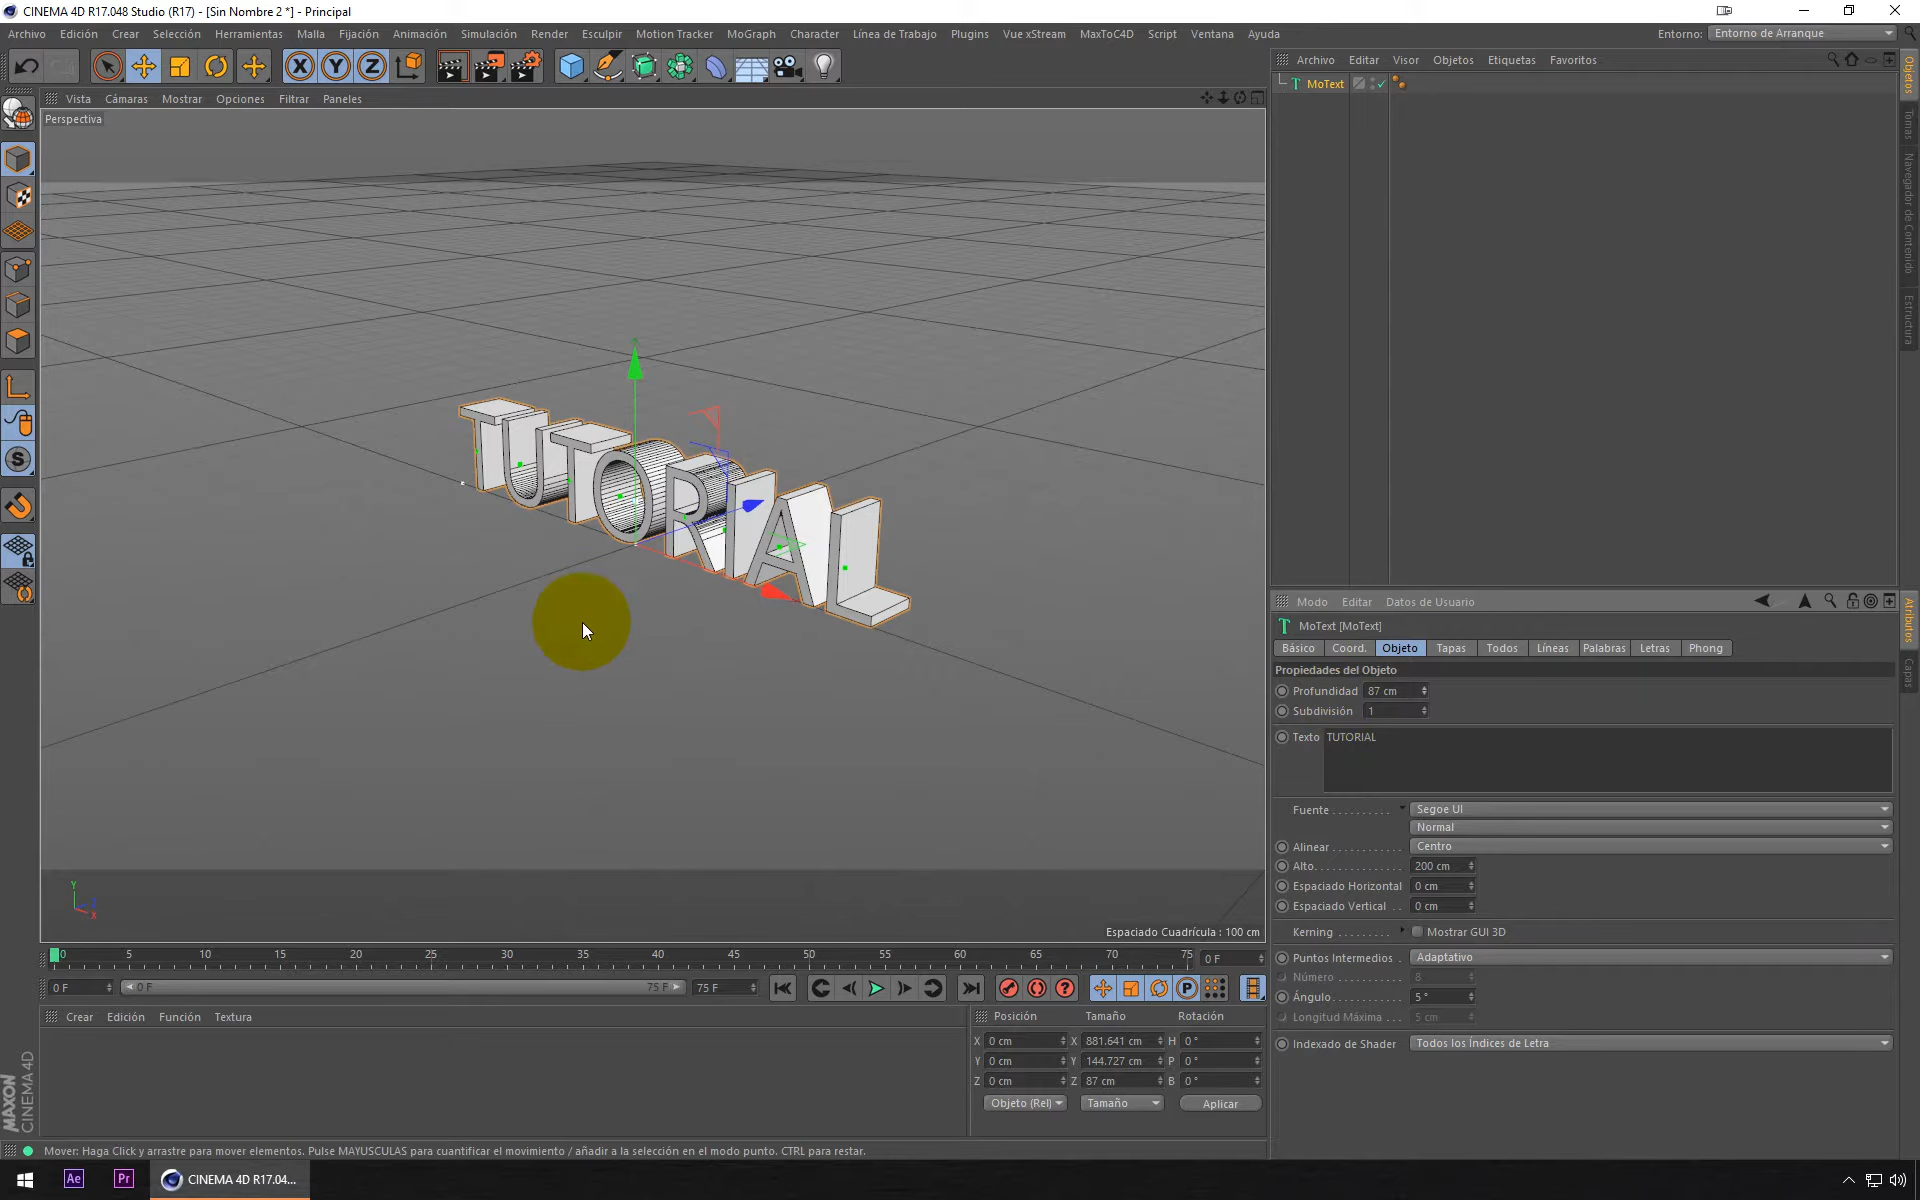 CINEMA 4D R17.048 Studio (R17) - [Sin Nombre 2 *] - Principal
Archivo Edición Crear Selección Herramientas Malla Fijación Animación Simulación Render Esculpir Motion Tracker MoGraph Character Línea de Trabajo Plugins Vue xStream MaxToC4D Script Ventana Ayuda Entorno: Entorno de Arranque
X Y Z
Archivo Editar Visor Objetos Etiquetas Favoritos
MoText
Vista Cámaras Mostrar Opciones Filtrar Paneles
Perspectiva
TUTORIAL
Y
X
Espaciado Cuadrícula : 100 cm
Objetos
Tomas
Navegador de Contenido
Estructura
Modo Editar Datos de Usuario
MoText [MoText]
Básico Coord. Objeto Tapas Todos Líneas Palabras Letras Phong
Propiedades del Objeto
Profundidad 87 cm
Subdivisión 1
Texto TUTORIAL
Fuente Segoe UI
Normal
Alinear Centro
Alto 200 cm
Espaciado Horizontal 0 cm
Espaciado Vertical 0 cm
Kerning Mostrar GUI 3D
Puntos Intermedios Adaptativo
Número 8
Ángulo 5 °
Longitud Máxima 5 cm
Indexado de Shader Todos los Índices de Letra
Atributos
Capas
0 5 10 15 20 25 30 35 40 45 50 55 60 65 70 75 0 F
0 F 0 F 75 F 75 F
Crear Edición Función Textura
Posición Tamaño Rotación
X 0 cm X 881.641 cm H 0 °
Y 0 cm Y 144.727 cm P 0 °
Z 0 cm Z 87 cm B 0 °
Objeto (Rel) Tamaño Aplicar
MAXON
CINEMA 4D
Mover: Haga Click y arrastre para mover elementos. Pulse MAYUSCULAS para cuantificar el movimiento / añadir a la selección en el modo punto. CTRL para restar.
Ae Pr CINEMA 4D R17.04...